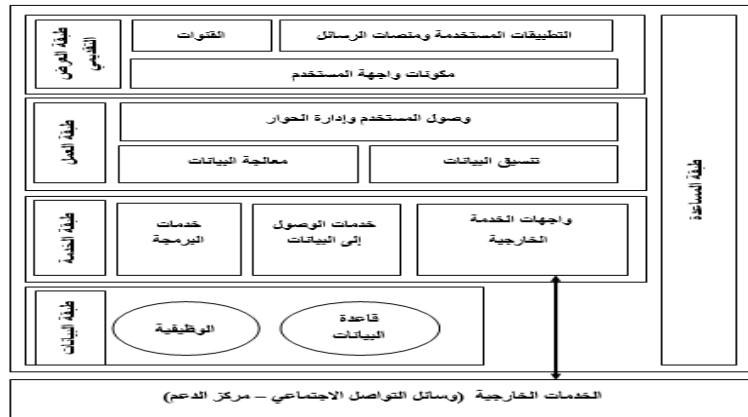 طبقة العرض
التقديمي
القنوات
التطبيقات المستخدمة ومنصات الرسائل
مكونات واجهة المستخدم
طبقة العمل
وصول المستخدم وإدارة الحوار
معالجة البيانات
تنسيق البيانات
طبقة الخدمة
خدمات
البرمجة
خدمات الوصول
إلى البيانات
واجهات الخدمة
الخارجية
طبقة البيانات
الوظيفية
قاعدة
البيانات
طبقة المساعدة
الخدمات الخارجية (وسائل التواصل الاجتماعي – مركز الدعم)